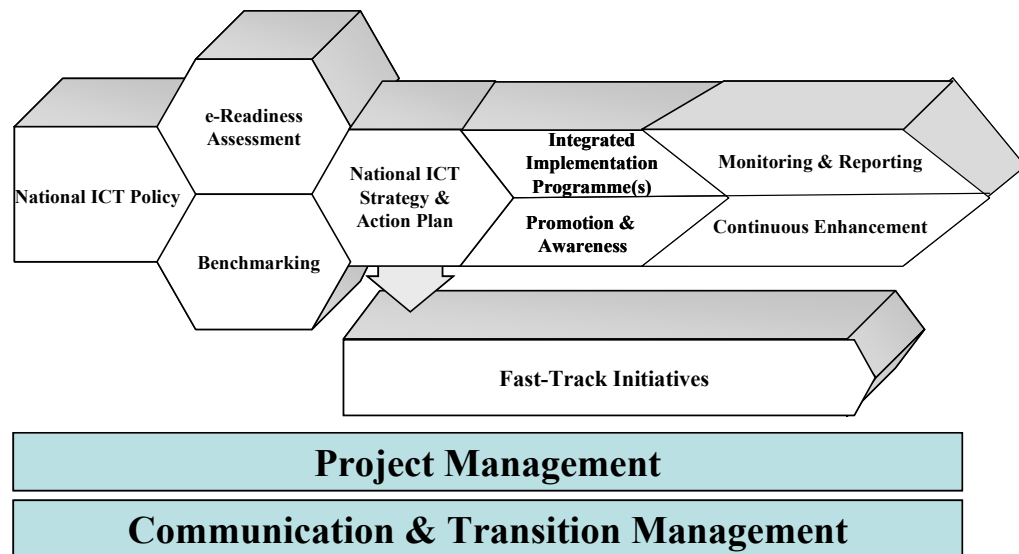 e-Readiness
Assessment
National ICT Policy
Benchmarking
National ICT
Strategy &
Action Plan
Integrated
Implementation
Programme(s)
Promotion &
Awareness
Monitoring & Reporting
Continuous Enhancement
Fast-Track Initiatives
Project Management
Communication & Transition Management